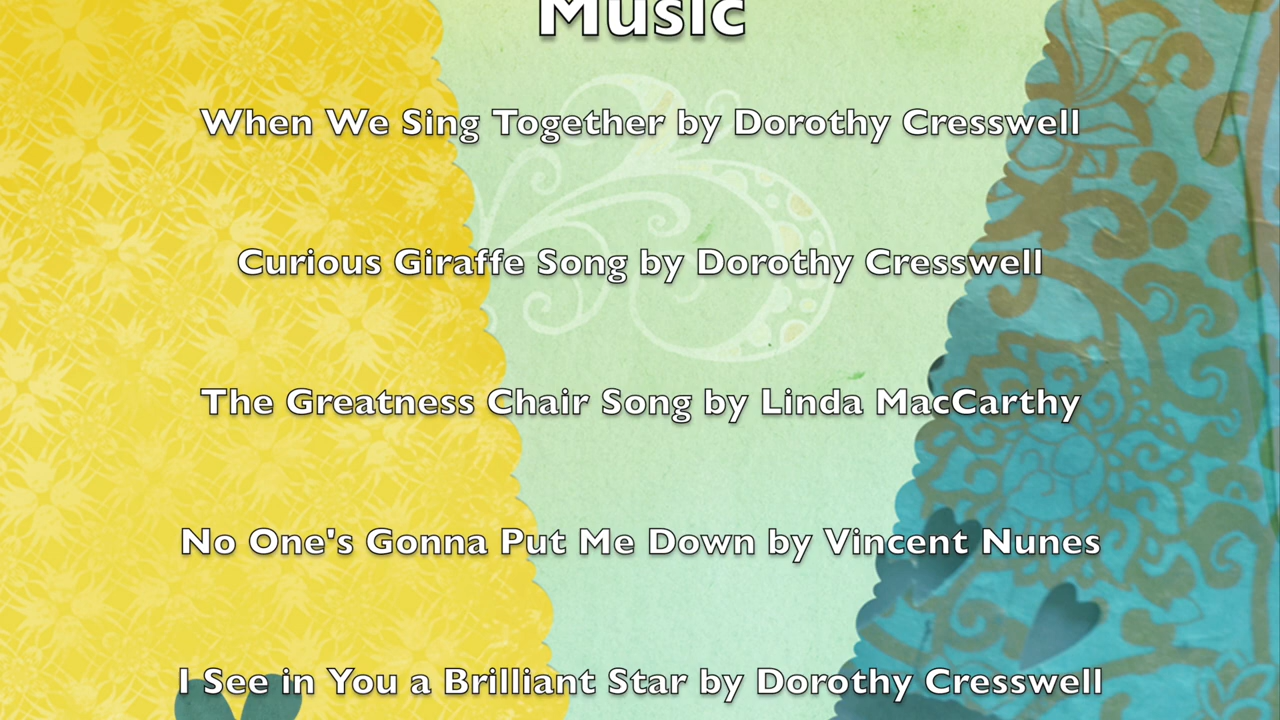 Music
When We Sing Together by Dorothy Cresswell
Curious Giraffe Song by Dorothy Cresswell
The Greatness Chair Song by Linda MacCarthy
No One's Gonna Put Me Down by Vincent Nunes
I See in You a Brilliant Star by Dorothy Cresswell